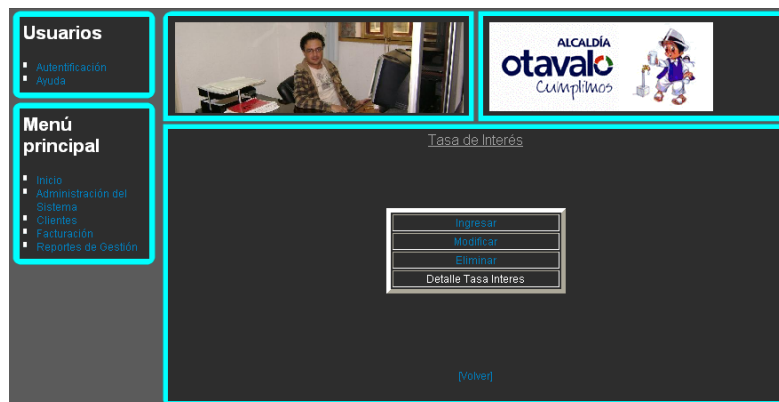 Usuarios
Autentificación
Ayuda
Menú
principal
Inicio
Administración del
Sistema
Clientes
Facturación
Reportes de Gestión
ALCALDÍA
otavalo
Cumplimos
Tasa de Interés
Ingresar
Modificar
Eliminar
Detalle Tasa Interes
[Volver]